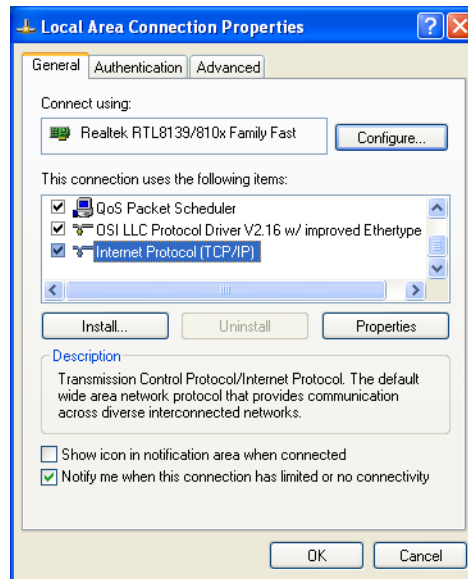 Local Area Connection Properties
General Authentication Advanced
Connect using:
Realtek RTL8139/810x Family Fast
Configure...
This connection uses the following items:
QoS Packet Scheduler
OSI LLC Protocol Driver V2.16 w/ improved Ethertype
Internet Protocol (TCP/IP)
Install... Uninstall Properties
Description
Transmission Control Protocol/Internet Protocol. The default
wide area network protocol that provides communication
across diverse interconnected networks.
Show icon in notification area when connected
Notify me when this connection has limited or no connectivity
OK Cancel